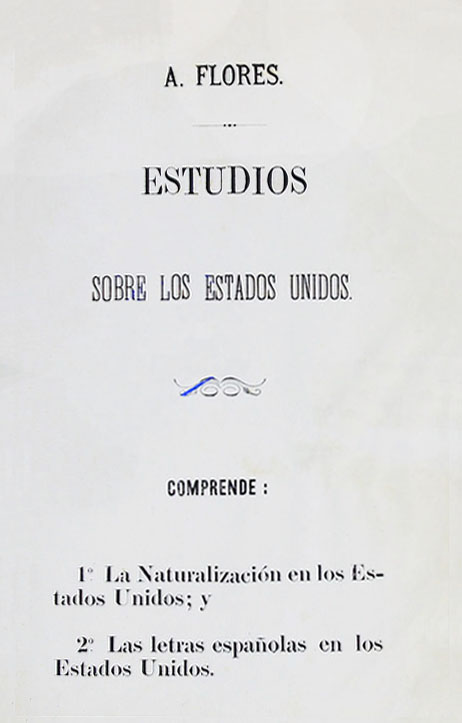 A. FLORES.
ESTUDIOS
SOBRE LOS ESTADOS UNIDOS.
COMPRENDE :
1º La Naturalización en los Es-
tados Unidos; y
2º Las letras españolas en los
Estados Unidos.